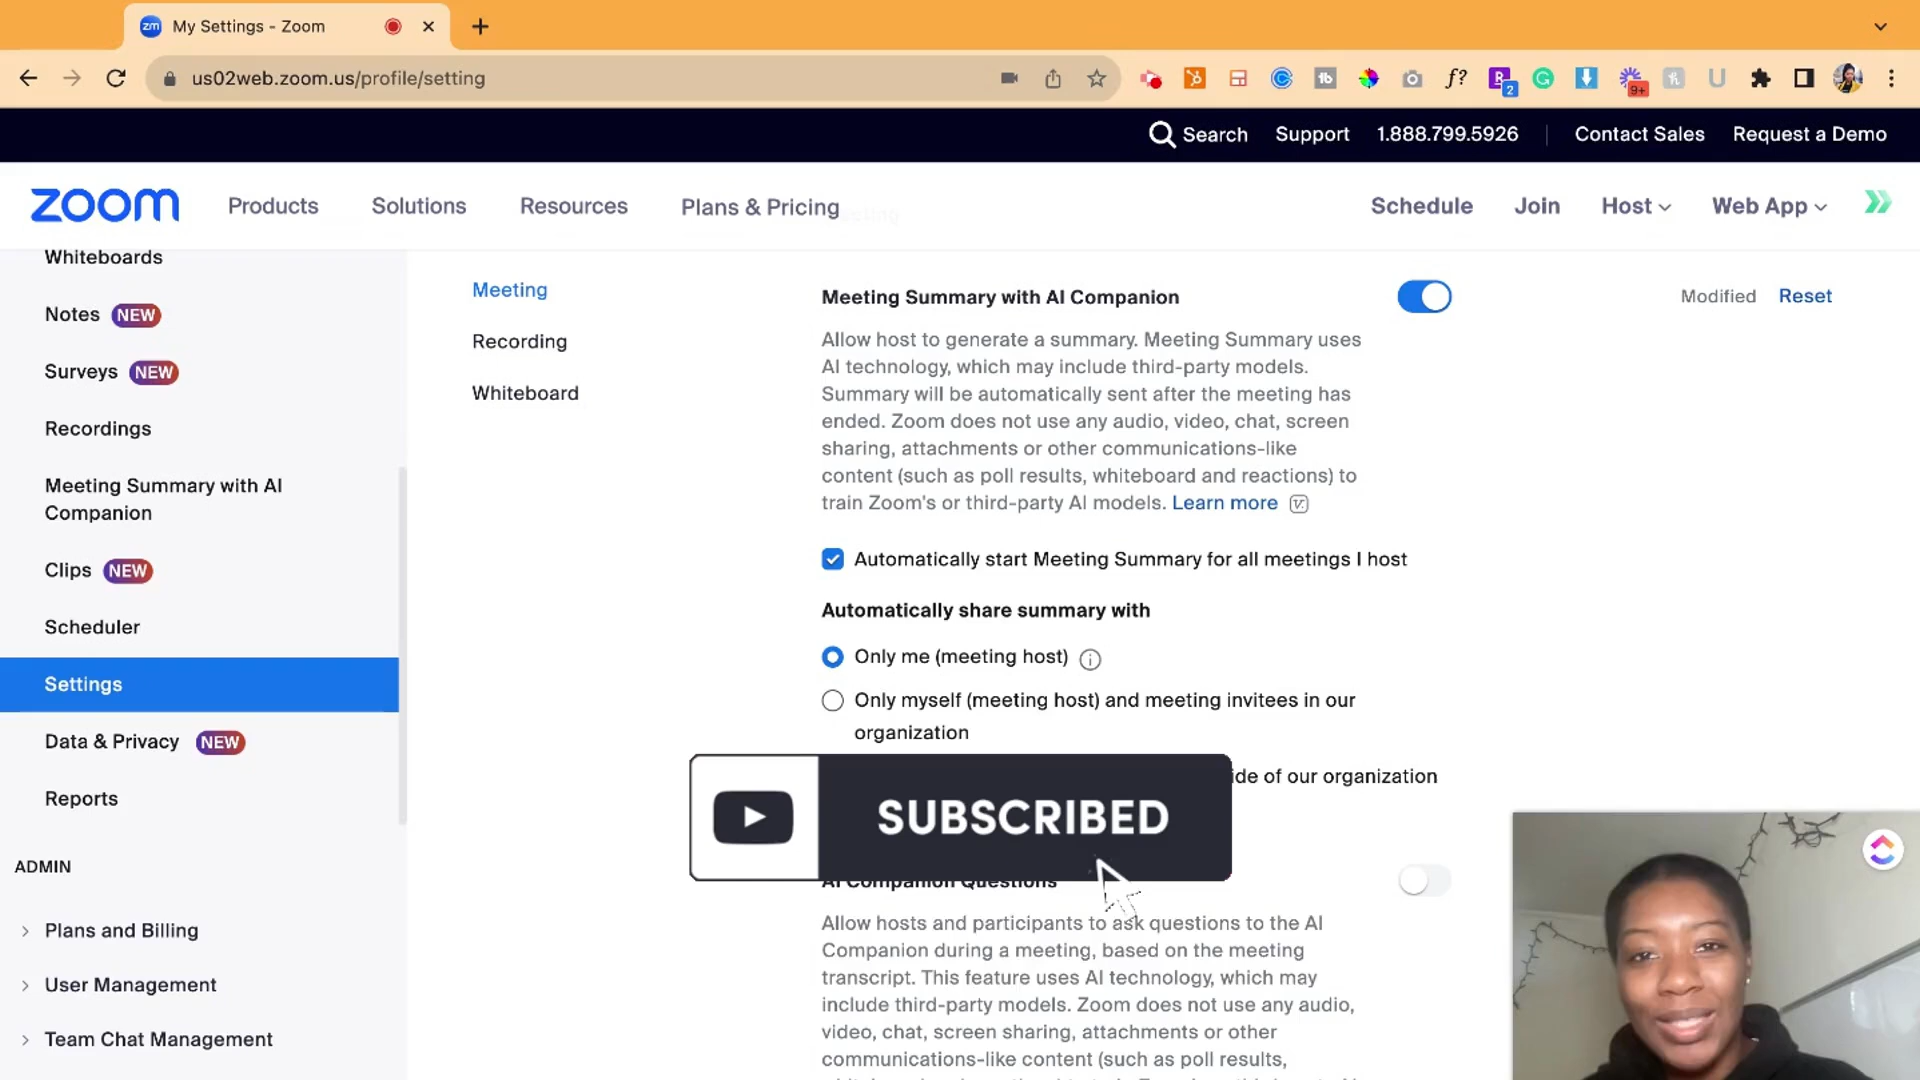 zm My Settings - Zoom
us02web.zoom.us/profile/setting
f? 2 9+
Search Support 1.888.799.5926 Contact Sales Request a Demo
zoom Products Solutions Resources Plans & Pricing Schedule Join Host Web App
Whiteboards
Notes NEW
Surveys NEW
Recordings
Meeting Summary with AI
Companion
Clips NEW
Scheduler
Settings
Data & Privacy NEW
Reports
ADMIN
Plans and Billing
User Management
Team Chat Management
Meeting
Recording
Whiteboard
Meeting Summary with AI Companion
Modified Reset
Allow host to generate a summary. Meeting Summary uses
AI technology, which may include third-party models.
Summary will be automatically sent after the meeting has
ended. Zoom does not use any audio, video, chat, screen
sharing, attachments or other communications-like
content (such as poll results, whiteboard and reactions) to
train Zoom's or third-party AI models. Learn more
Automatically start Meeting Summary for all meetings I host
Automatically share summary with
Only me (meeting host)
Only myself (meeting host) and meeting invitees in our
organization
ide of our organization
SUBSCRIBED
AI Companion Questions
Allow hosts and participants to ask questions to the AI
Companion during a meeting, based on the meeting
transcript. This feature uses AI technology, which may
include third-party models. Zoom does not use any audio,
video, chat, screen sharing, attachments or other
communications-like content (such as poll results,